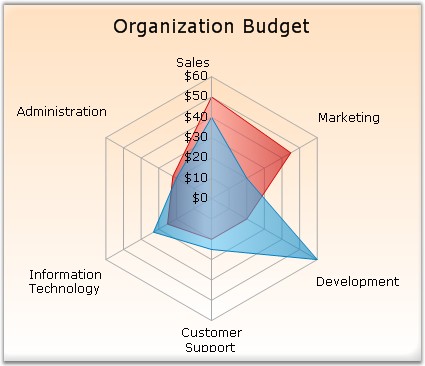 Organization Budget
Sales
$60
$50
$40
$30
$20
$10
$0
Administration
Marketing
Information
Technology
Development
Customer
Support